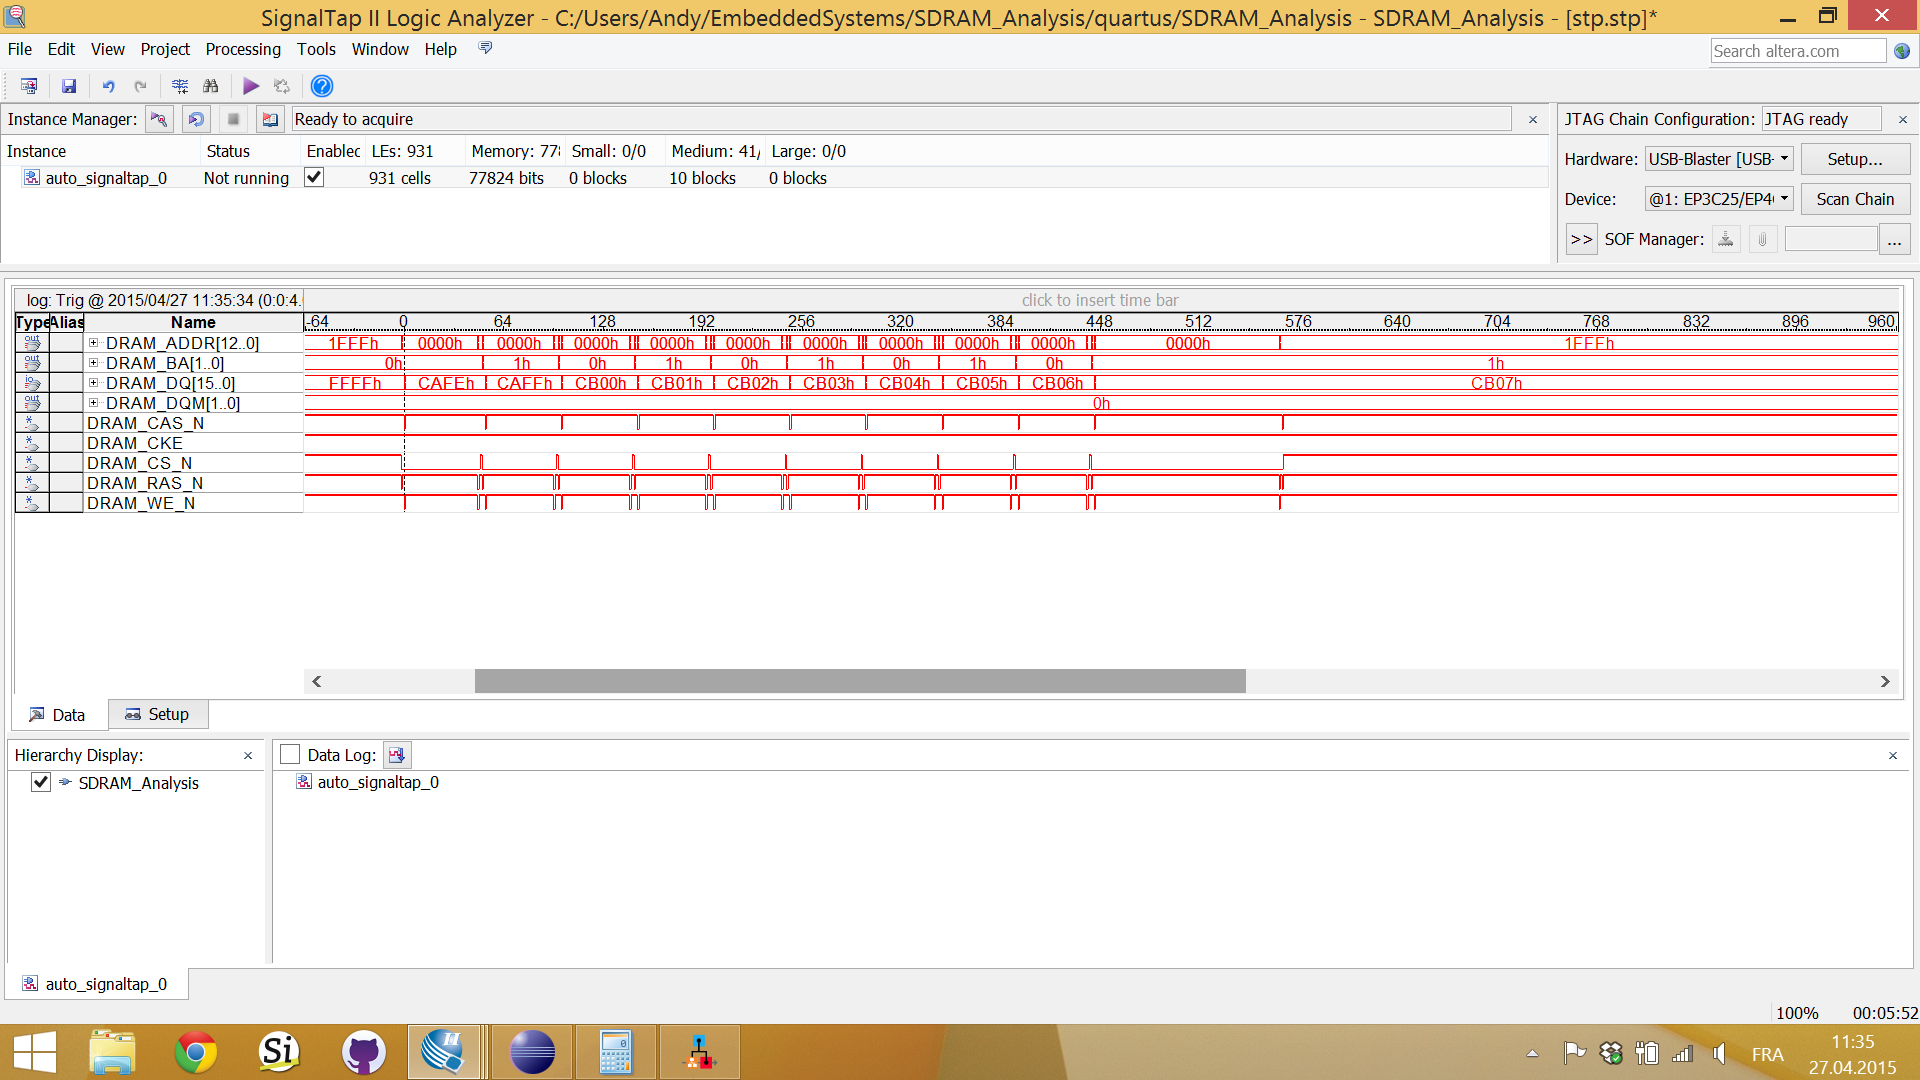 SignalTap II Logic Analyzer - C:/Users/Andy/EmbeddedSystems/SDRAM_Analysis/quartus/SDRAM_Analysis - SDRAM_Analysis - [stp.stp]*
File Edit View Project Processing Tools Window Help
Search altera.com
Instance Manager: Ready to acquire
JTAG Chain Configuration: JTAG ready
Instance Status Enabled LEs: 931 Memory: 77 Small: 0/0 Medium: 41/ Large: 0/0
auto_signaltap_0 Not running 931 cells 77824 bits 0 blocks 10 blocks 0 blocks
Hardware: USB-Blaster [USB- Setup...
Device: @1: EP3C25/EP4 Scan Chain
>> SOF Manager: ...
log: Trig @ 2015/04/27 11:35:34 (0:0:4. click to insert time bar
Type Alias Name -64 0 64 128 192 256 320 384 448 512 576 640 704 768 832 896 960
out DRAM_ADDR[12..0] 1FFFh 0000h 0000h 0000h 0000h 0000h 0000h 0000h 0000h 0000h 0000h 1FFFh
out DRAM_BA[1..0] 0h 1h 0h 1h 0h 1h 0h 1h 0h 1h
io DRAM_DQ[15..0] FFFFh CAFEh CAFFh CB00h CB01h CB02h CB03h CB04h CB05h CB06h CB07h
out DRAM_DQM[1..0] 0h
* DRAM_CAS_N
* DRAM_CKE
* DRAM_CS_N
* DRAM_RAS_N
* DRAM_WE_N
Data Setup
Hierarchy Display:
SDRAM_Analysis
Data Log:
auto_signaltap_0
auto_signaltap_0
100% 00:05:52
Si
II
0
FRA
11:35
27.04.2015